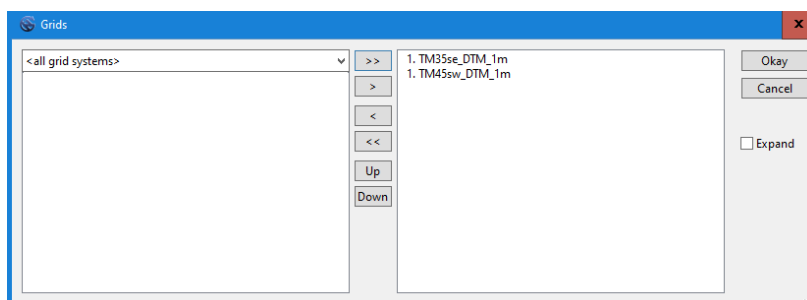 Grids
x
<all grid systems>
>>
>
<
<<
Up
Down
1. TM35se_DTM_1m
1. TM45sw_DTM_1m
Okay
Cancel
Expand